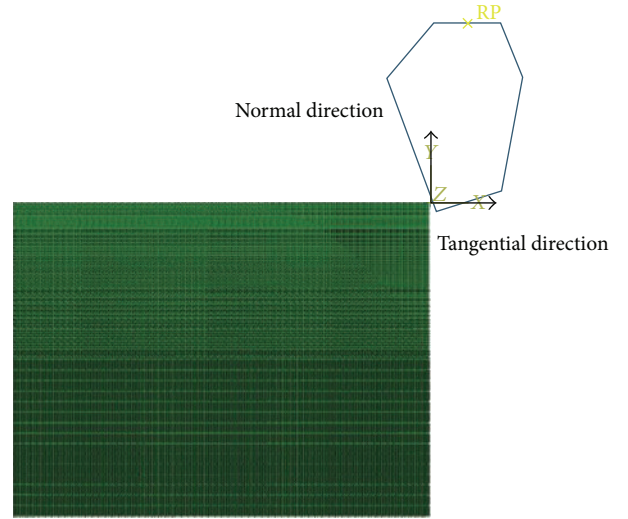 RP
Normal direction
Y
Z
X
Tangential direction